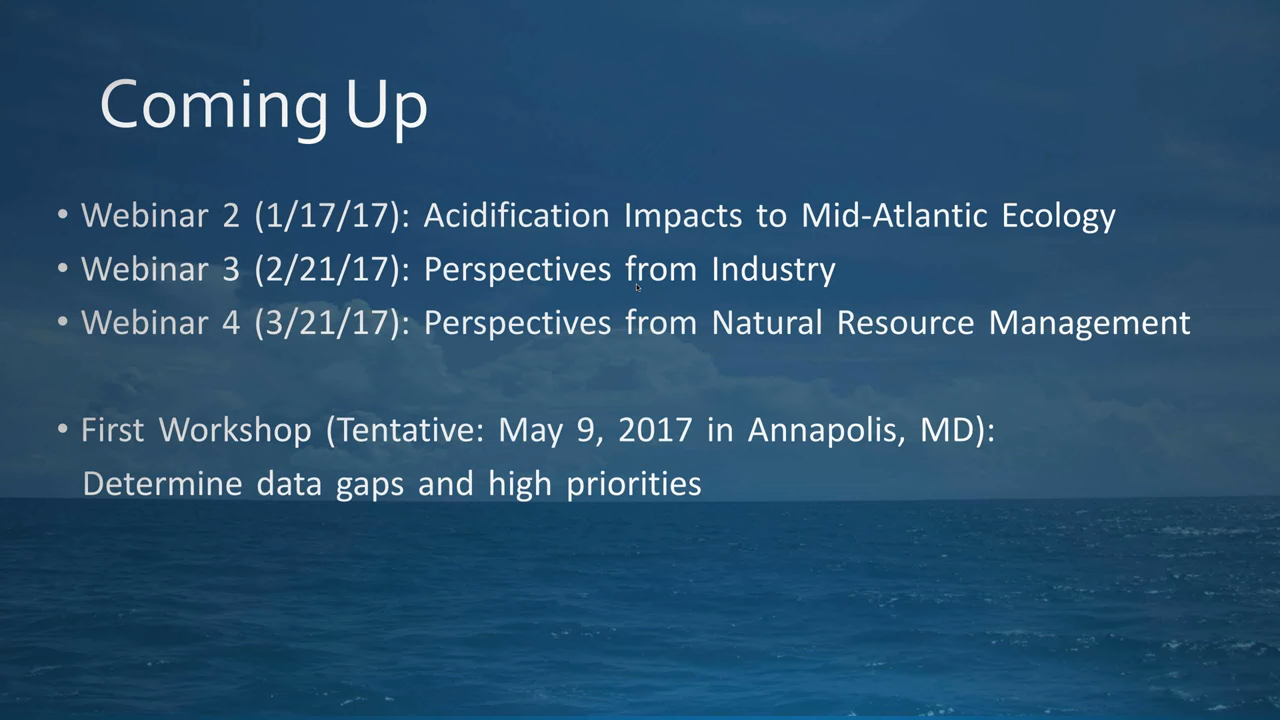 Coming Up
• Webinar 2 (1/17/17): Acidification Impacts to Mid-Atlantic Ecology
• Webinar 3 (2/21/17): Perspectives from Industry
• Webinar 4 (3/21/17): Perspectives from Natural Resource Management
• First Workshop (Tentative: May 9, 2017 in Annapolis, MD):
Determine data gaps and high priorities